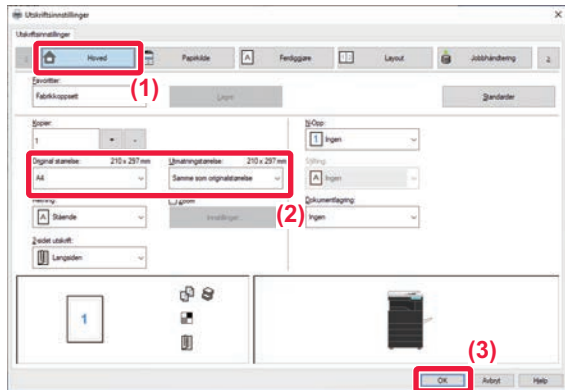 Utskriftsinnstillinger
Utskriftsinnstillinger
Hoved
Papirkilde
Ferdiggjøre
Layout
Jobbhåndtering
(1)
Favoritter:
Fabrikkoppsett
Lagre
Standarder
Kopier:
1
N-Opp:
Ingen
Original størrelse: 210 x 297 mm
A4
Utmatningstørrelse: 210 x 297 mm
Samme som originalstørrelse
Ingen
(2)
Retning:
Stående
Zoom
Innstillinger
Dokumentlagring:
Ingen
2-sidet utskrift:
Langsiden
1
(3)
OK
Avbryt
Hjelp